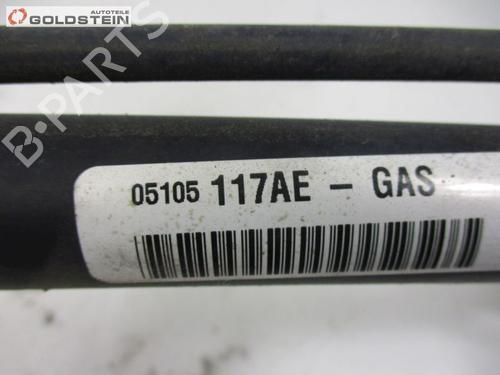 AUTOTEILE
GOLDSTEIN
B-PARTS
05105 117AE - GAS